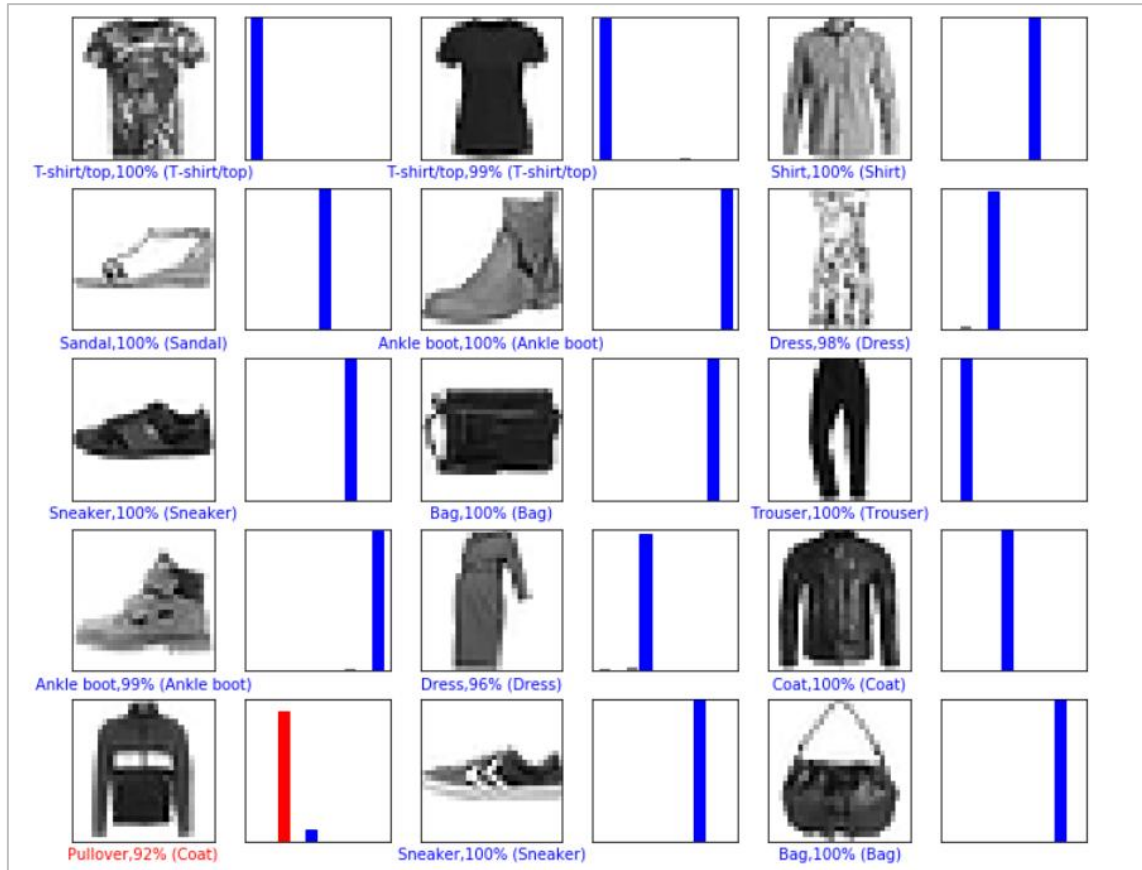 T-shirt/top,100% (T-shirt/top)
T-shirt/top,99% (T-shirt/top)
Shirt,100% (Shirt)
Sandal,100% (Sandal)
Ankle boot,100% (Ankle boot)
Dress,98% (Dress)
Sneaker,100% (Sneaker)
Bag,100% (Bag)
Trouser,100% (Trouser)
Ankle boot,99% (Ankle boot)
Dress,96% (Dress)
Coat,100% (Coat)
Pullover,92% (Coat)
Sneaker,100% (Sneaker)
Bag,100% (Bag)